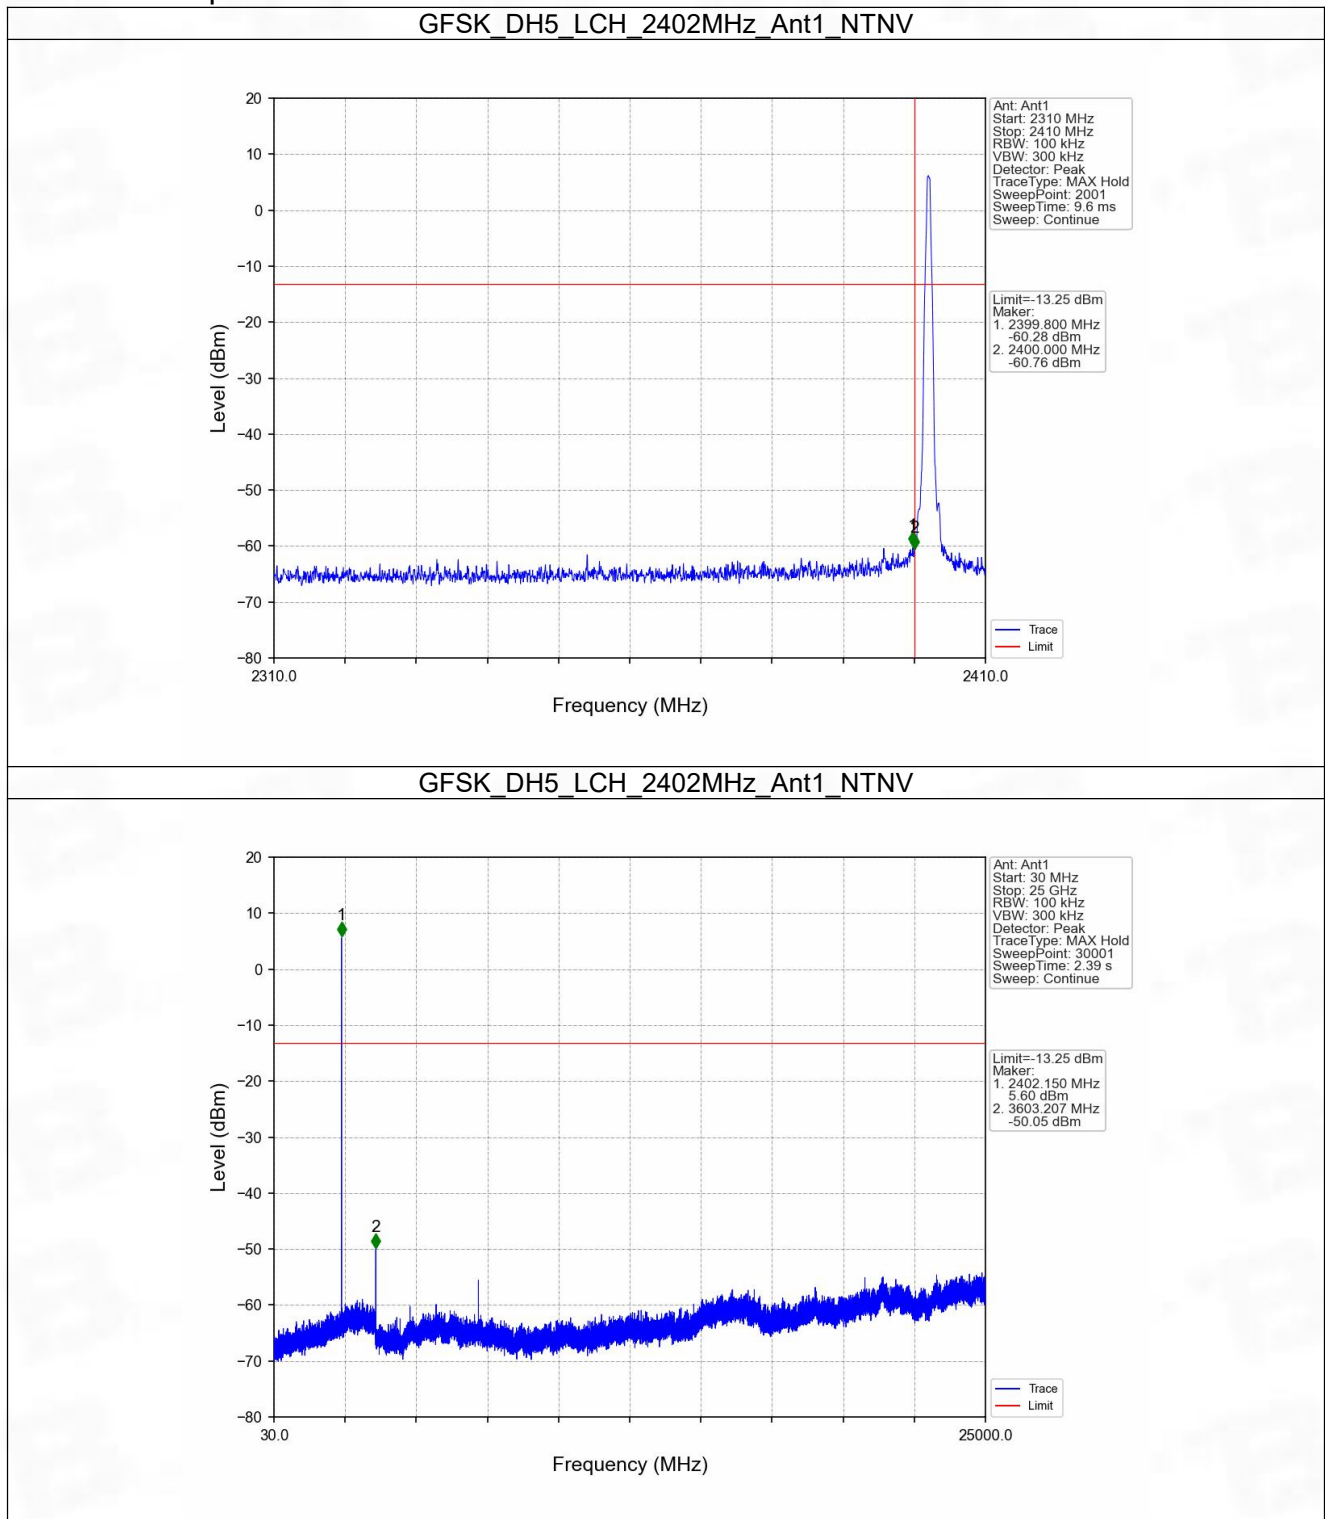 GFSK_DH5_LCH_2402MHz_Ant1_NTNV
20
10
0
−10
−20
−30
−40
−50
−60
−70
−80
Level (dBm)
2310.0
2410.0
Frequency (MHz)
1
2
Ant: Ant1
Start: 2310 MHz
Stop: 2410 MHz
RBW: 100 kHz
VBW: 300 kHz
Detector: Peak
TraceType: MAX Hold
SweepPoint: 2001
SweepTime: 9.6 ms
Sweep: Continue
Limit=-13.25 dBm
Maker:
1. 2399.800 MHz
-60.28 dBm
2. 2400.000 MHz
-60.76 dBm
Trace
Limit
GFSK_DH5_LCH_2402MHz_Ant1_NTNV
20
10
0
−10
−20
−30
−40
−50
−60
−70
−80
Level (dBm)
30.0
25000.0
Frequency (MHz)
1
2
Ant: Ant1
Start: 30 MHz
Stop: 25 GHz
RBW: 100 kHz
VBW: 300 kHz
Detector: Peak
TraceType: MAX Hold
SweepPoint: 30001
SweepTime: 2.39 s
Sweep: Continue
Limit=-13.25 dBm
Maker:
1. 2402.150 MHz
5.60 dBm
2. 3603.207 MHz
-50.05 dBm
Trace
Limit